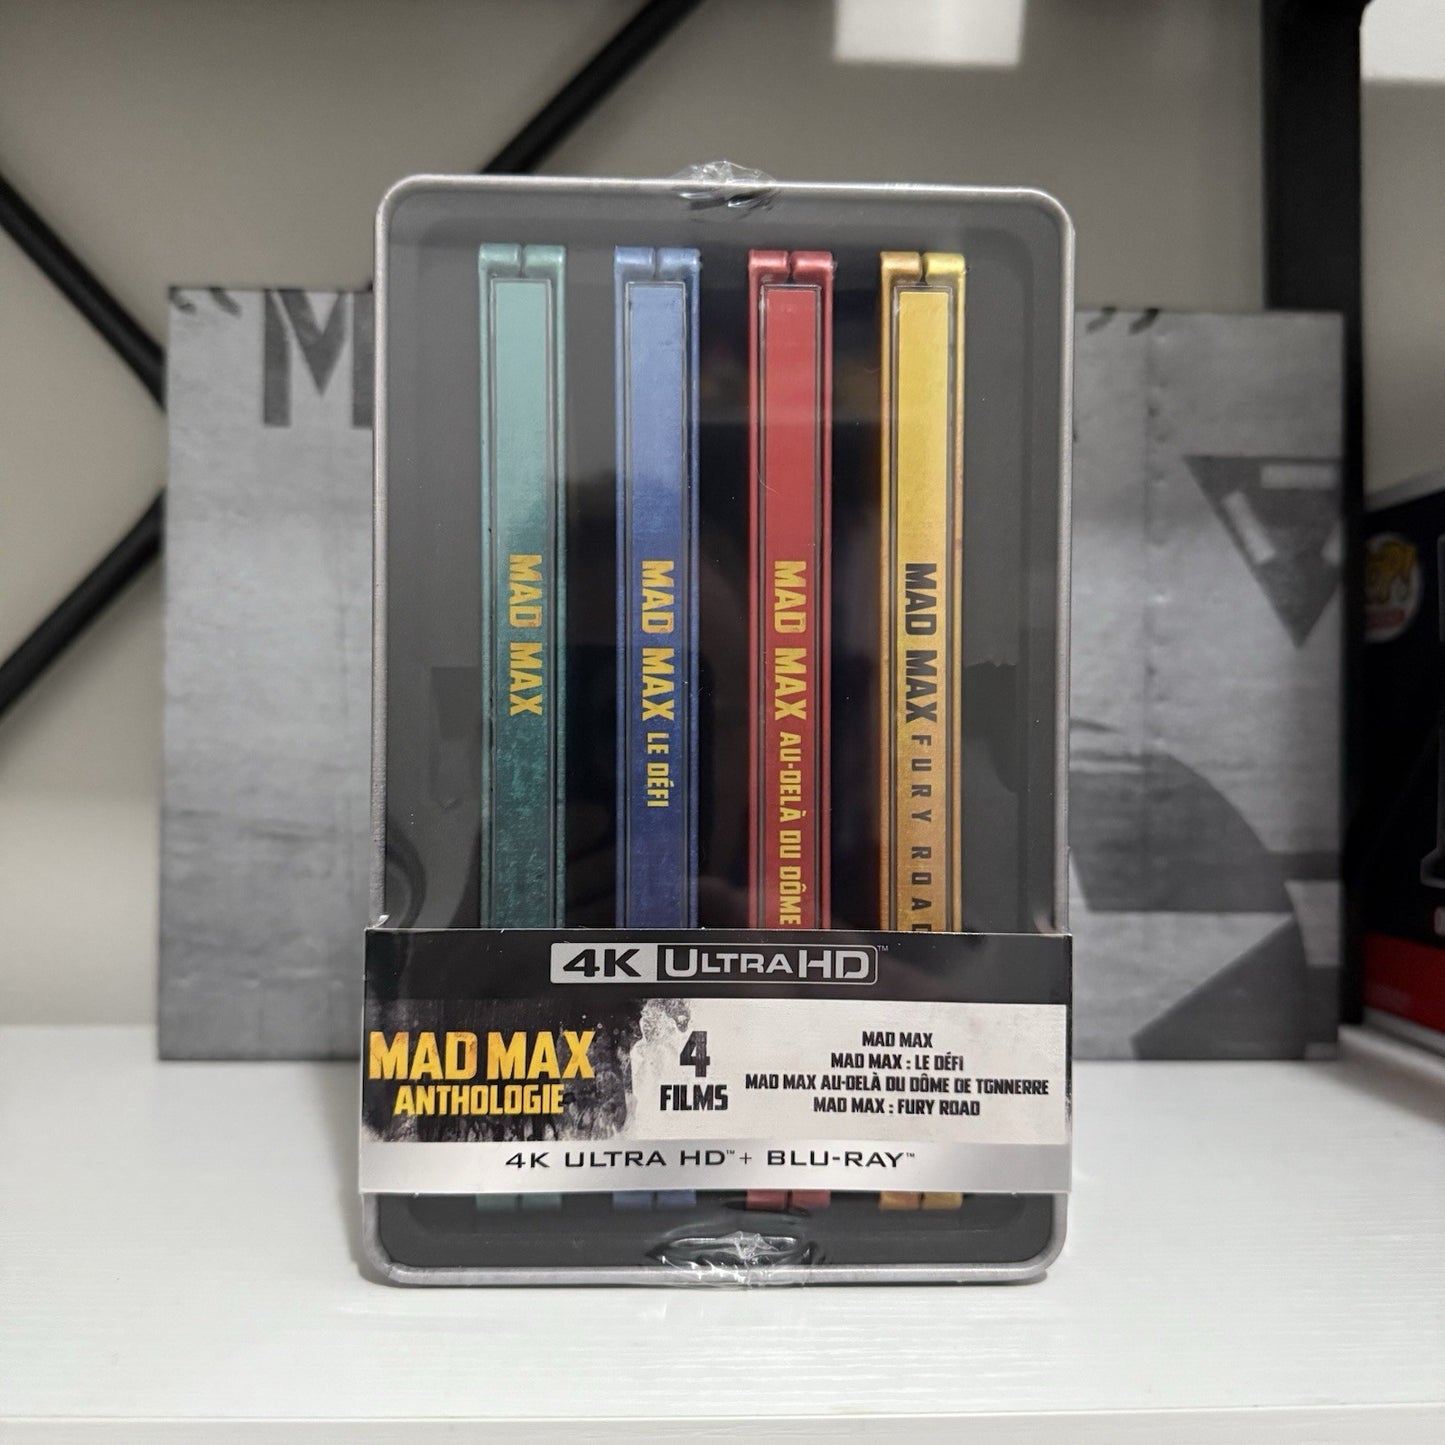 MAD MAX
MAD MAX LE DÉFI
MAD MAX AU-DELÀ DU DÔME
MAD MAX FURY ROAD
4K ULTRA HD™
MAD MAX
ANTHOLOGIE
4
FILMS
MAD MAX
MAD MAX : LE DÉFI
MAD MAX AU-DELÀ DU DÔME DE TONNERRE
MAD MAX : FURY ROAD
4K ULTRA HD™ + BLU-RAY™